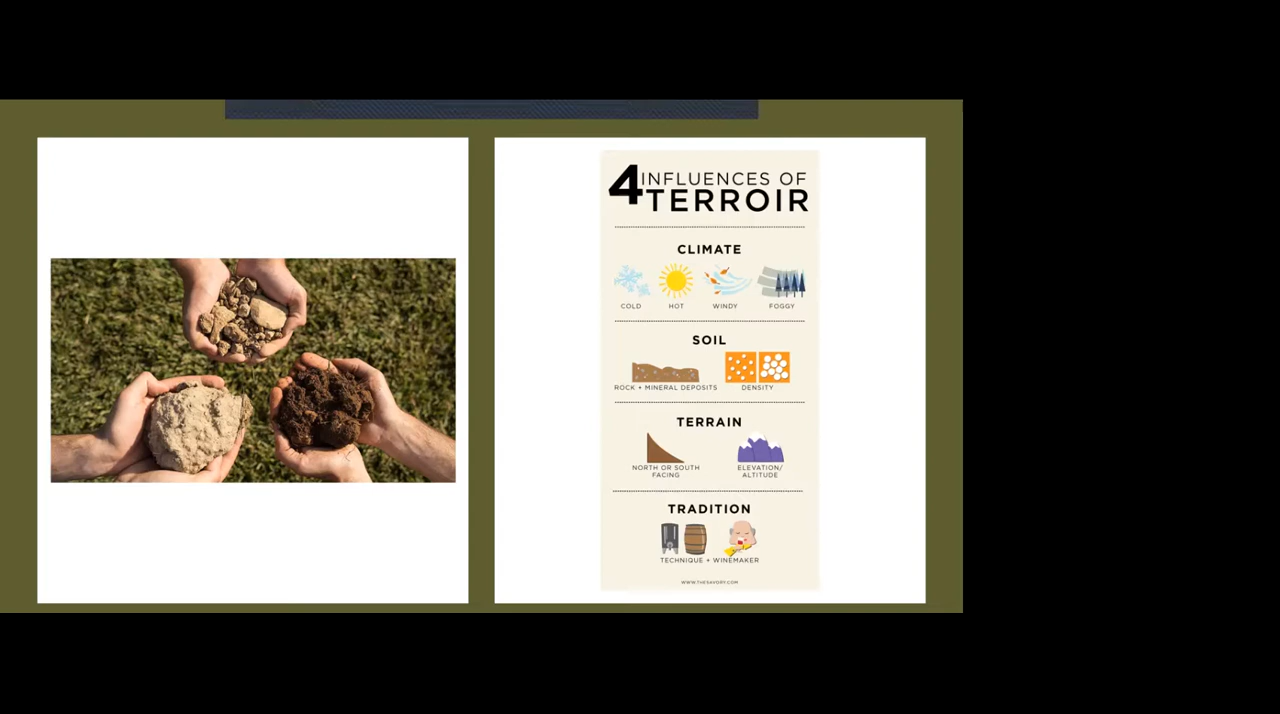 4 INFLUENCES OF
TERROIR
CLIMATE
COLD HOT WINDY FOGGY
SOIL
ROCK + MINERAL DEPOSITS DENSITY
TERRAIN
NORTH OR SOUTH
FACING
ELEVATION/
ALTITUDE
TRADITION
TECHNIQUE + WINEMAKER
WWW.THESAVORY.COM